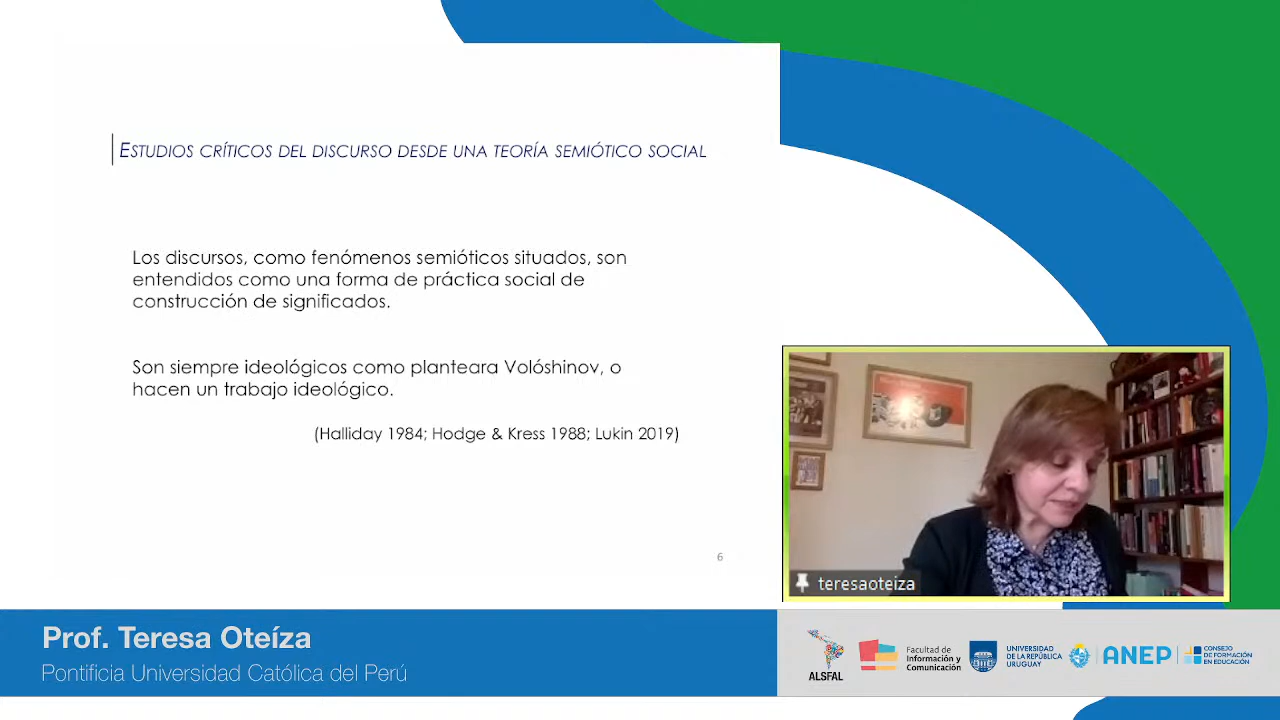 ESTUDIOS CRÍTICOS DEL DISCURSO DESDE UNA TEORÍA SEMIÓTICO SOCIAL
Los discursos, como fenómenos semióticos situados, son
entendidos como una forma de práctica social de
construcción de significados.
Son siempre ideológicos como planteara Volóshinov, o
hacen un trabajo ideológico.
(Halliday 1984; Hodge & Kress 1988; Lukin 2019)
6
teresaoteiza
Prof. Teresa Oteíza
Pontificia Universidad Católica del Perú
ALSFAL
Facultad de
Información y
Comunicación
UNIVERSIDAD
DE LA REPÚBLICA
URUGUAY
ANEP
CONSEJO
DE FORMACIÓN
EN EDUCACIÓN